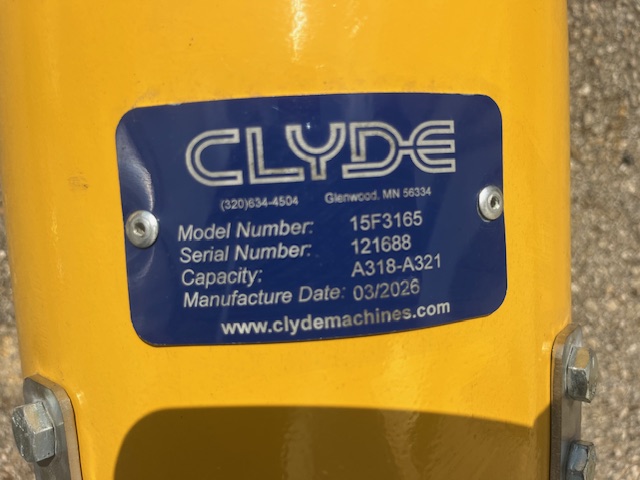 CLYDE
(320)634-4504 Glenwood, MN 56334
Model Number: 15F3165
Serial Number: 121688
Capacity; A318-A321
Manufacture Date: 03/2026
www.clydemachines.com